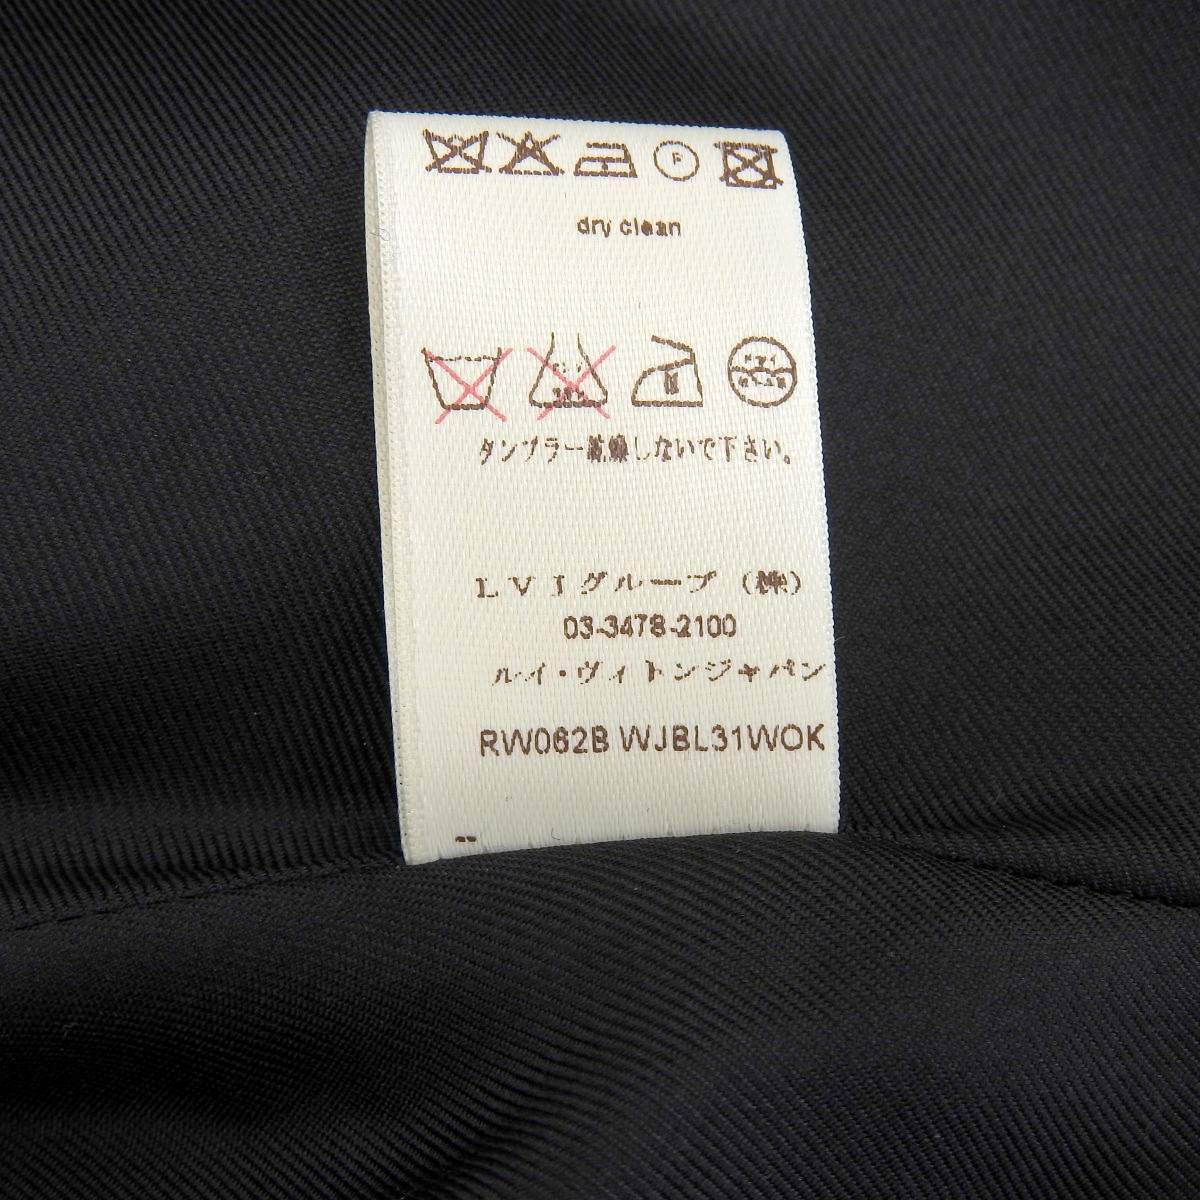 P
dry clean
タンブラー乾燥しないで下さい。
LVJグループ（株）
03-3478-2100
ルイ・ヴィトンジャパン
RW062B WJBL31WOK